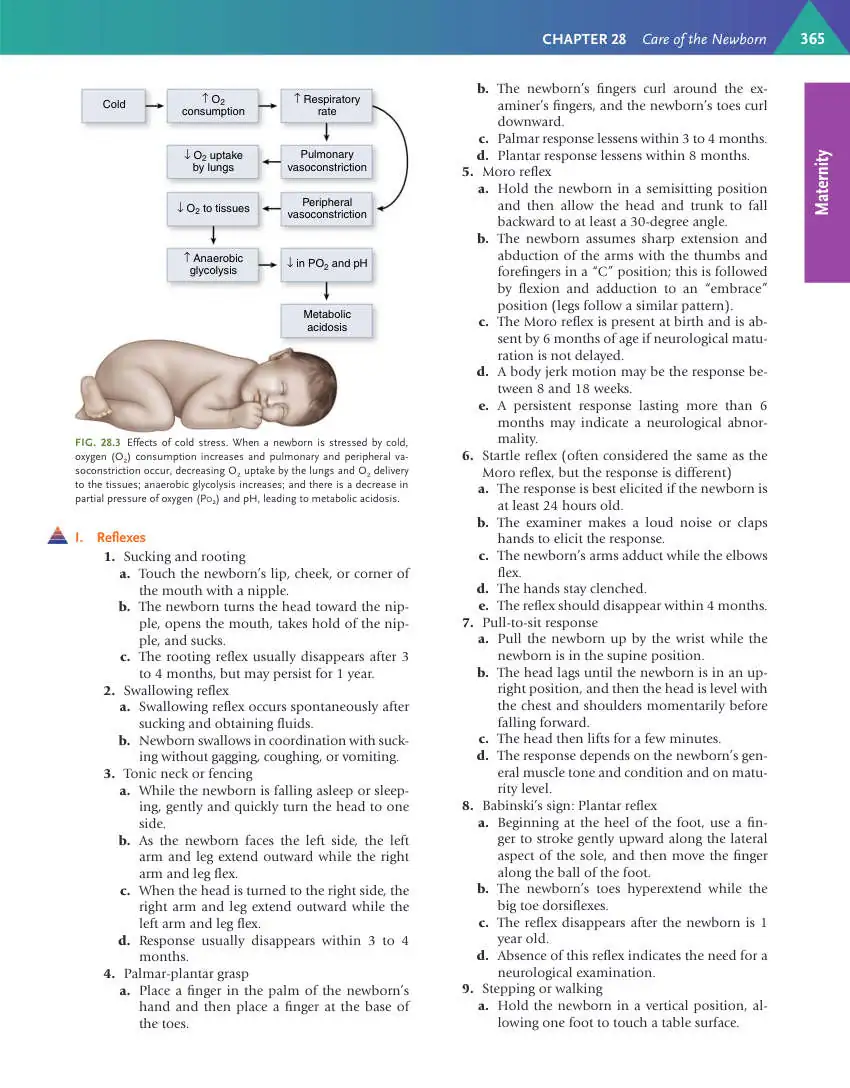 CHAPTER 28 Care of the Newborn 365
Maternity
Cold
↑ O₂
consumption
↑ Respiratory
rate
↓ O₂ uptake
by lungs
Pulmonary
vasoconstriction
↓ O₂ to tissues
Peripheral
vasoconstriction
↑ Anaerobic
glycolysis
↓ in PO₂ and pH
Metabolic
acidosis
FIG. 28.3 Effects of cold stress. When a newborn is stressed by cold,
oxygen (O₂) consumption increases and pulmonary and peripheral va-
soconstriction occur, decreasing O₂ uptake by the lungs and O₂ delivery
to the tissues; anaerobic glycolysis increases; and there is a decrease in
partial pressure of oxygen (Po₂) and pH, leading to metabolic acidosis.
I. Reflexes
1. Sucking and rooting
a. Touch the newborn's lip, cheek, or corner of
the mouth with a nipple.
b. The newborn turns the head toward the nip-
ple, opens the mouth, takes hold of the nip-
ple, and sucks.
c. The rooting reflex usually disappears after 3
to 4 months, but may persist for 1 year.
2. Swallowing reflex
a. Swallowing reflex occurs spontaneously after
sucking and obtaining fluids.
b. Newborn swallows in coordination with suck-
ing without gagging, coughing, or vomiting.
3. Tonic neck or fencing
a. While the newborn is falling asleep or sleep-
ing, gently and quickly turn the head to one
side.
b. As the newborn faces the left side, the left
arm and leg extend outward while the right
arm and leg flex.
c. When the head is turned to the right side, the
right arm and leg extend outward while the
left arm and leg flex.
d. Response usually disappears within 3 to 4
months.
4. Palmar-plantar grasp
a. Place a finger in the palm of the newborn's
hand and then place a finger at the base of
the toes.
b. The newborn's fingers curl around the ex-
aminer's fingers, and the newborn's toes curl
downward.
c. Palmar response lessens within 3 to 4 months.
d. Plantar response lessens within 8 months.
5. Moro reflex
a. Hold the newborn in a semisitting position
and then allow the head and trunk to fall
backward to at least a 30-degree angle.
b. The newborn assumes sharp extension and
abduction of the arms with the thumbs and
forefingers in a "C" position; this is followed
by flexion and adduction to an "embrace"
position (legs follow a similar pattern).
c. The Moro reflex is present at birth and is ab-
sent by 6 months of age if neurological matu-
ration is not delayed.
d. A body jerk motion may be the response be-
tween 8 and 18 weeks.
e. A persistent response lasting more than 6
months may indicate a neurological abnor-
mality.
6. Startle reflex (often considered the same as the
Moro reflex, but the response is different)
a. The response is best elicited if the newborn is
at least 24 hours old.
b. The examiner makes a loud noise or claps
hands to elicit the response.
c. The newborn's arms adduct while the elbows
flex.
d. The hands stay clenched.
e. The reflex should disappear within 4 months.
7. Pull-to-sit response
a. Pull the newborn up by the wrist while the
newborn is in the supine position.
b. The head lags until the newborn is in an up-
right position, and then the head is level with
the chest and shoulders momentarily before
falling forward.
c. The head then lifts for a few minutes.
d. The response depends on the newborn's gen-
eral muscle tone and condition and on matu-
rity level.
8. Babinski's sign: Plantar reflex
a. Beginning at the heel of the foot, use a fin-
ger to stroke gently upward along the lateral
aspect of the sole, and then move the finger
along the ball of the foot.
b. The newborn's toes hyperextend while the
big toe dorsiflexes.
c. The reflex disappears after the newborn is 1
year old.
d. Absence of this reflex indicates the need for a
neurological examination.
9. Stepping or walking
a. Hold the newborn in a vertical position, al-
lowing one foot to touch a table surface.